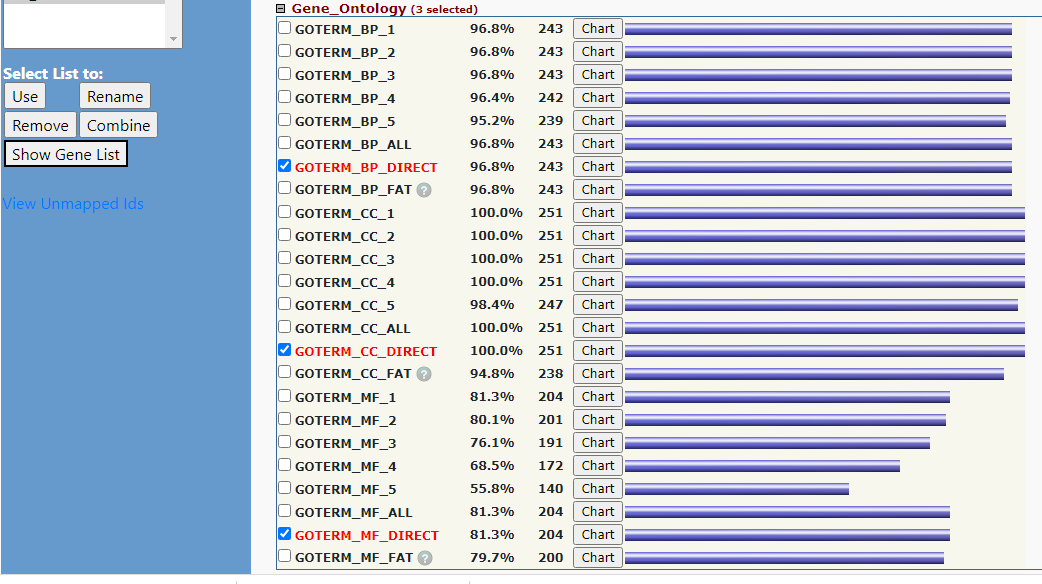 Gene_Ontology (3 selected)
GOTERM_BP_1 96.8% 243 Chart
GOTERM_BP_2 96.8% 243 Chart
GOTERM_BP_3 96.8% 243 Chart
GOTERM_BP_4 96.4% 242 Chart
GOTERM_BP_5 95.2% 239 Chart
GOTERM_BP_ALL 96.8% 243 Chart
GOTERM_BP_DIRECT 96.8% 243 Chart
GOTERM_BP_FAT ? 96.8% 243 Chart
GOTERM_CC_1 100.0% 251 Chart
GOTERM_CC_2 100.0% 251 Chart
GOTERM_CC_3 100.0% 251 Chart
GOTERM_CC_4 100.0% 251 Chart
GOTERM_CC_5 98.4% 247 Chart
GOTERM_CC_ALL 100.0% 251 Chart
GOTERM_CC_DIRECT 100.0% 251 Chart
GOTERM_CC_FAT ? 94.8% 238 Chart
GOTERM_MF_1 81.3% 204 Chart
GOTERM_MF_2 80.1% 201 Chart
GOTERM_MF_3 76.1% 191 Chart
GOTERM_MF_4 68.5% 172 Chart
GOTERM_MF_5 55.8% 140 Chart
GOTERM_MF_ALL 81.3% 204 Chart
GOTERM_MF_DIRECT 81.3% 204 Chart
GOTERM_MF_FAT ? 79.7% 200 Chart
Select List to:
Use Rename
Remove Combine
Show Gene List
View Unmapped Ids